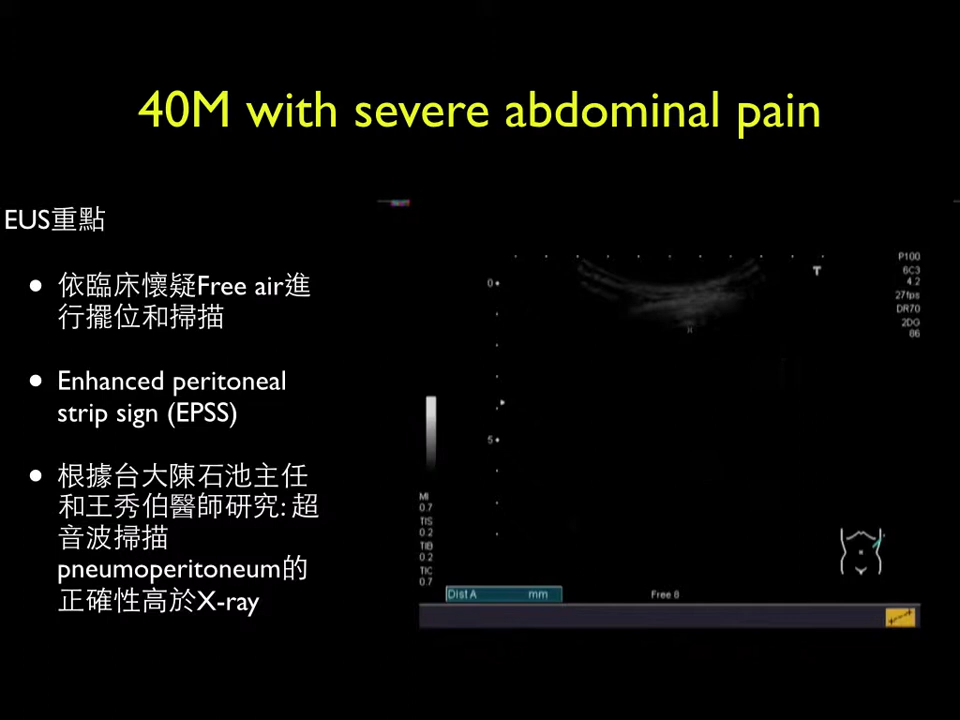 40M with severe abdominal pain
EUS重點
• 依臨床懷疑Free air進
行擺位和掃描
• Enhanced peritoneal
strip sign (EPSS)
• 根據台大陳石池主任
和王秀伯醫師研究: 超
音波掃描
pneumoperitoneum的
正確性高於X-ray
P100
6C3
4.2
27fps
DR70
2DG
86
T
0
5
MI
0.7
TIS
0.2
TIB
0.2
TIC
0.7
Dist A mm
Free 8